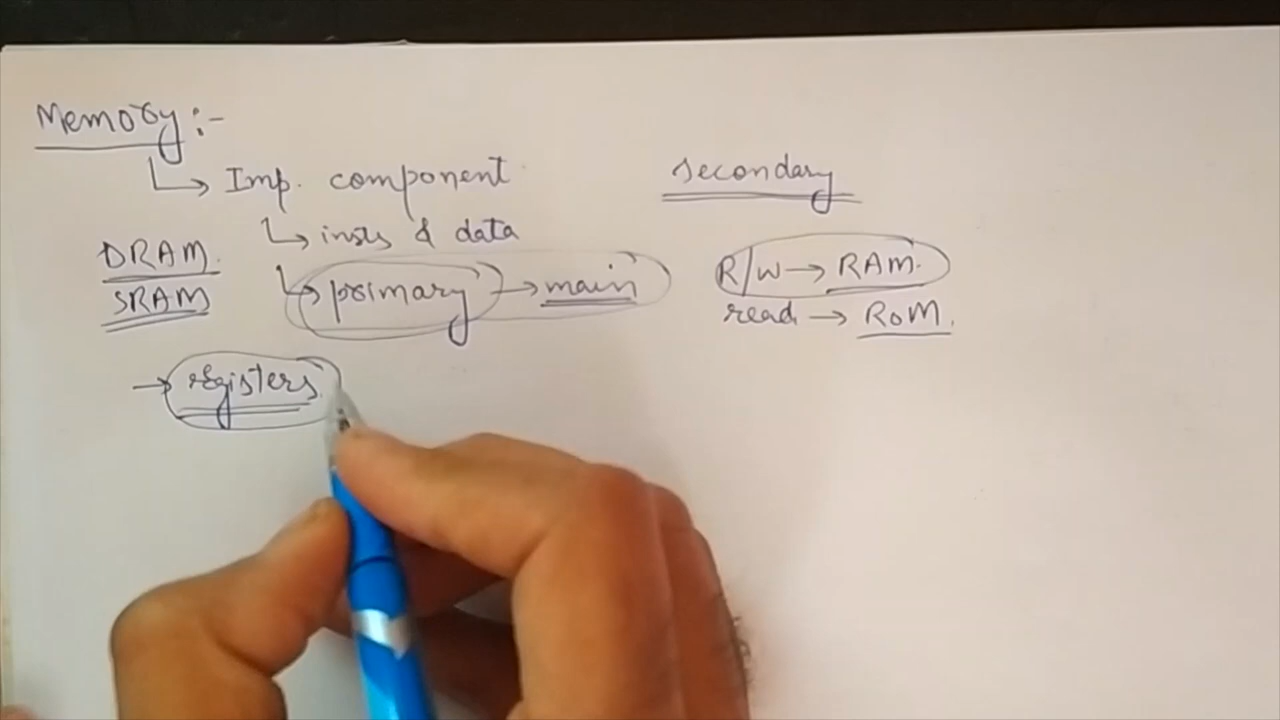 Memory :-
↳ Imp. component
secondary
↳ insts & data
DRAM.
SRAM
↳ primary → main
R/W → RAM.
read → ROM.
→ registers.